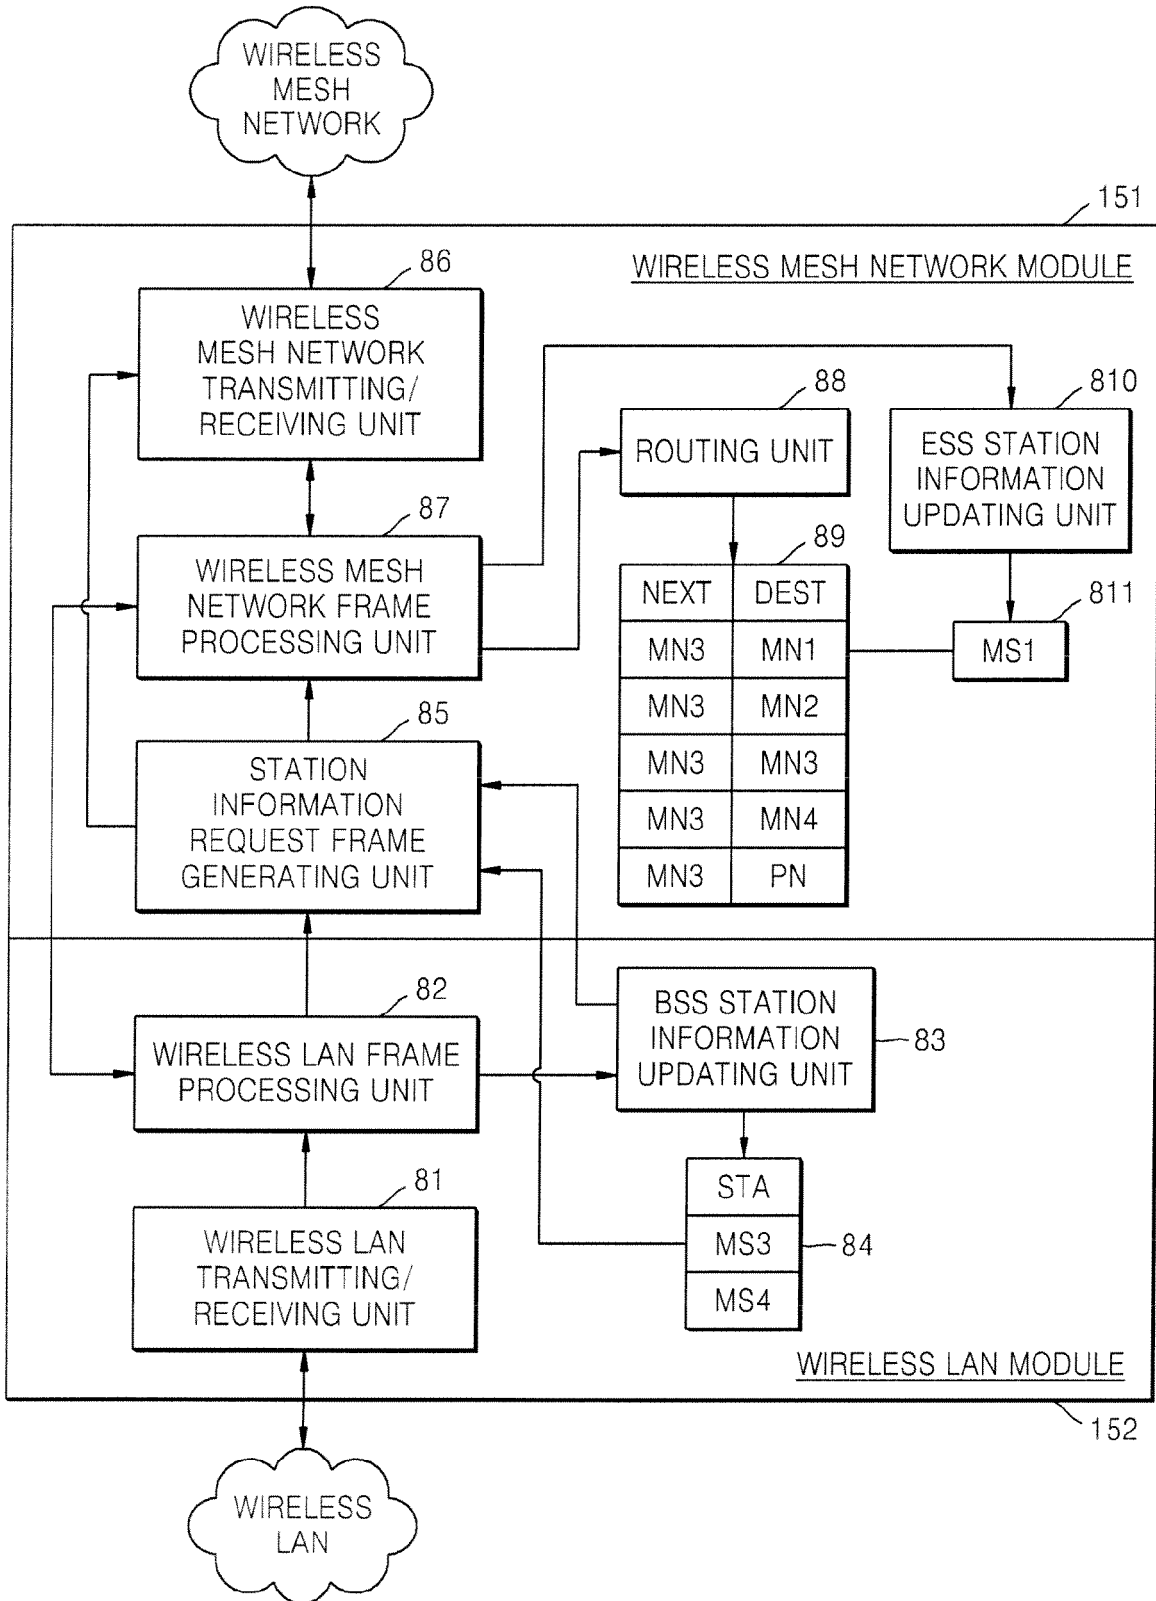 WIRELESS
MESH
NETWORK
151
WIRELESS MESH NETWORK MODULE
86
WIRELESS
MESH NETWORK
TRANSMITTING/
RECEIVING UNIT
88
ROUTING UNIT
810
ESS STATION
INFORMATION
UPDATING UNIT
87
WIRELESS MESH
NETWORK FRAME
PROCESSING UNIT
89
NEXT DEST
MN3 MN1
MN3 MN2
MN3 MN3
MN3 MN4
MN3 PN
811
MS1
85
STATION
INFORMATION
REQUEST FRAME
GENERATING UNIT
82
WIRELESS LAN FRAME
PROCESSING UNIT
BSS STATION
INFORMATION
UPDATING UNIT
83
81
WIRELESS LAN
TRANSMITTING/
RECEIVING UNIT
STA
MS3
MS4
84
WIRELESS LAN MODULE
152
WIRELESS
LAN